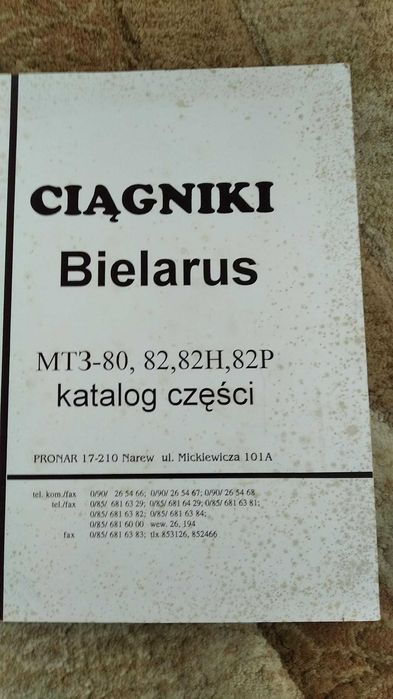 CIĄGNIKI
Bielarus
МТЗ-80, 82,82Н,82Р
katalog części
PRONAR 17-210 Narew ul. Mickiewicza 101A
tel. kom./fax 0/90/ 26 54 66; 0/90/ 26 54 67; 0/90/ 26 54 68
tel./fax 0/85/ 681 63 29; 0/85/ 681 64 29; 0/85/ 681 63 81;
0/85/ 681 63 82; 0/85/ 681 63 84;
0/85/ 681 60 00 wew. 26, 194
fax 0/85/ 681 63 83; tlx 853126, 852466